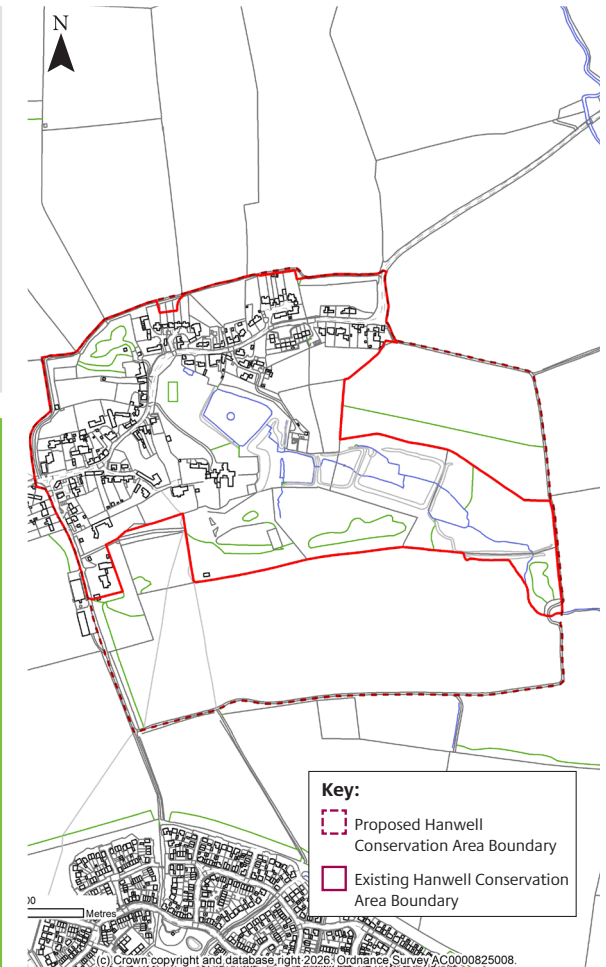 N
Key:
Proposed Hanwell
Conservation Area Boundary
Existing Hanwell Conservation
Area Boundary
00
Metres
(c) Crown copyright and database right 2026. Ordnance Survey AC0000825008.